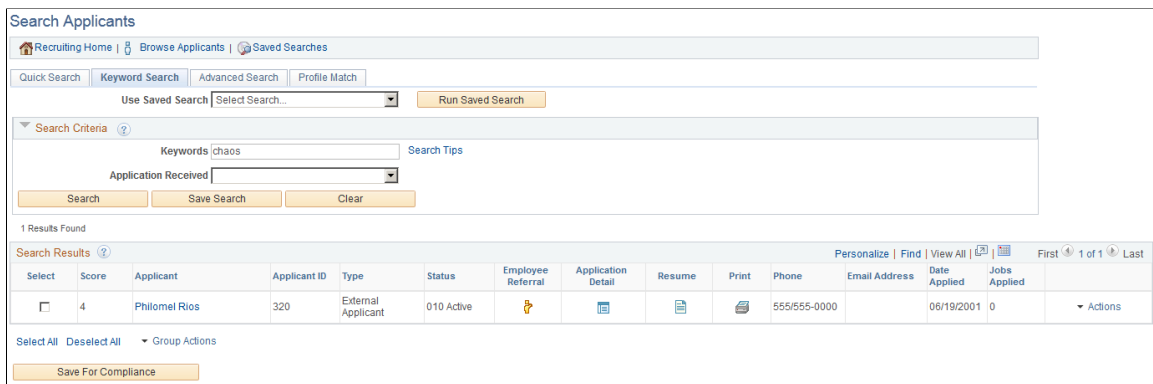 Search Applicants
Recruiting Home | Browse Applicants | Saved Searches
Quick Search Keyword Search Advanced Search Profile Match
Use Saved Search Select Search... Run Saved Search
Search Criteria ?
Keywords chaos Search Tips
Application Received
Search Save Search Clear
1 Results Found
Search Results ? Personalize | Find | View All | | First 1 of 1 Last
Select Score Applicant Applicant ID Type Status Employee Referral Application Detail Resume Print Phone Email Address Date Applied Jobs Applied
4 Philomel Rios 320 External Applicant 010 Active 555/555-0000 06/19/2001 0 Actions
Select All Deselect All Group Actions
Save For Compliance